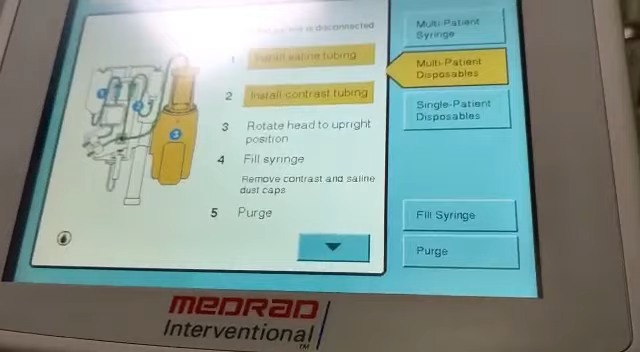 is disconnected
1 Install saline tubing
2 Install contrast tubing
3 Rotate head to upright
position
4 Fill syringe
Remove contrast and saline
dust caps
5 Purge
Multi-Patient
Syringe
Multi-Patient
Disposables
Single-Patient
Disposables
Fill Syringe
Purge
MEDRAD
Interventional
TM